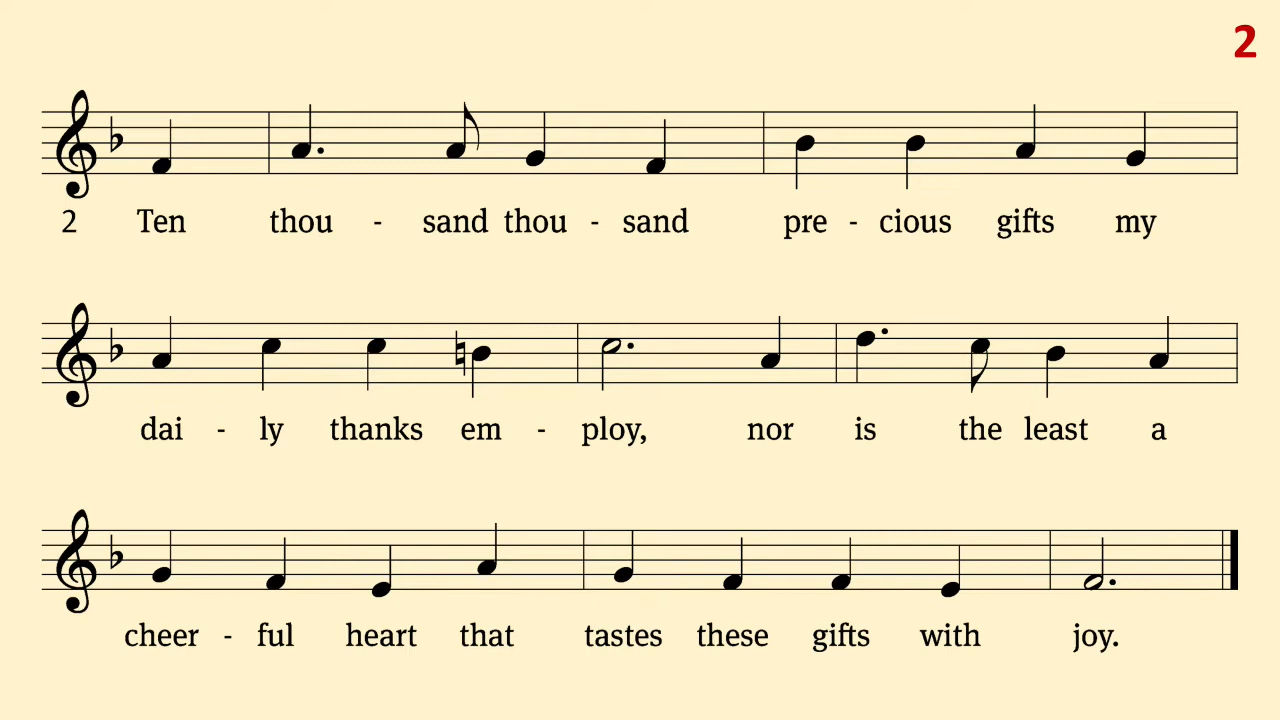 2
2 Ten thou - sand thou - sand pre - cious gifts my
dai - ly thanks em - ploy, nor is the least a
cheer - ful heart that tastes these gifts with joy.